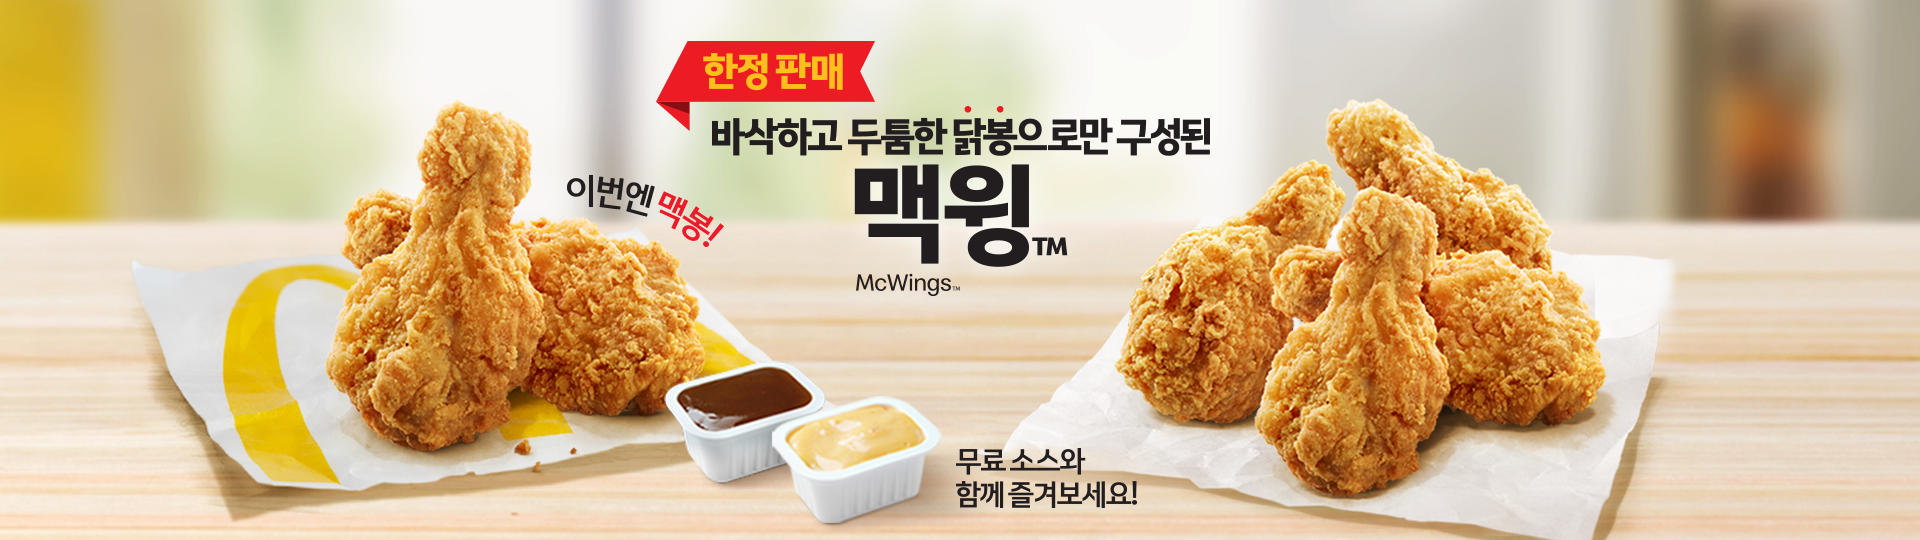 한정 판매
바삭하고 두툼한 닭봉으로만 구성된
이번엔 맥봉!
맥윙™
McWings™
무료 소스와
함께 즐겨보세요!